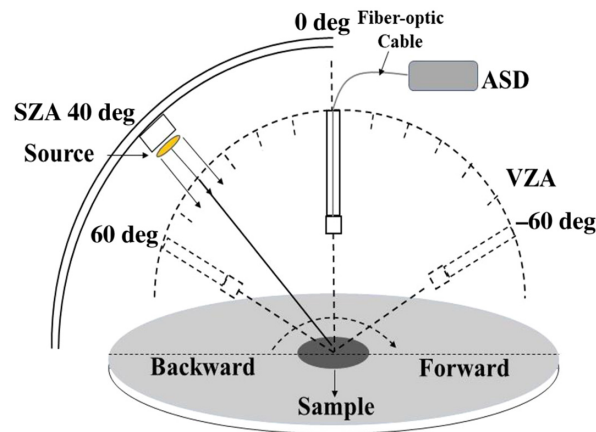 0 deg
Fiber-optic
Cable
ASD
SZA 40 deg
Source
VZA
60 deg
–60 deg
Backward
Forward
Sample